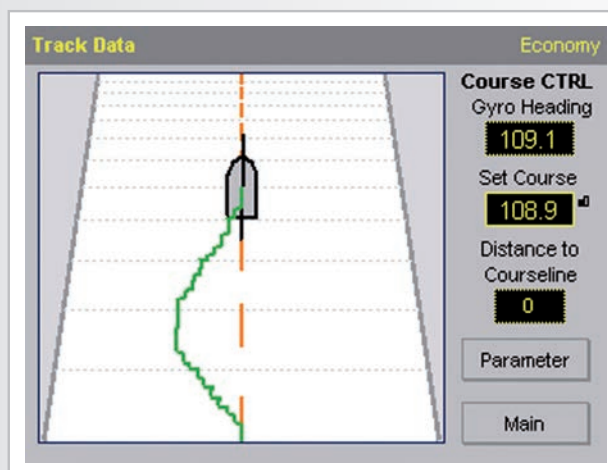 Track Data
Economy
Course CTRL
Gyro Heading
109.1
Set Course
108.9
Distance to
Courseline
0
Parameter
Main